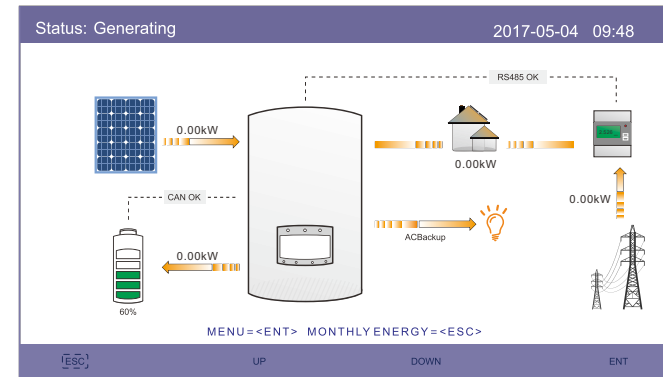 Status: Generating
2017-05-04 09:48
RS485 OK
0.00kW
0.00kW
CAN OK
0.00kW
0.00kW
ACBackup
60%
MENU=<ENT> MONTHLY ENERGY=<ESC>
ESC
UP
DOWN
ENT